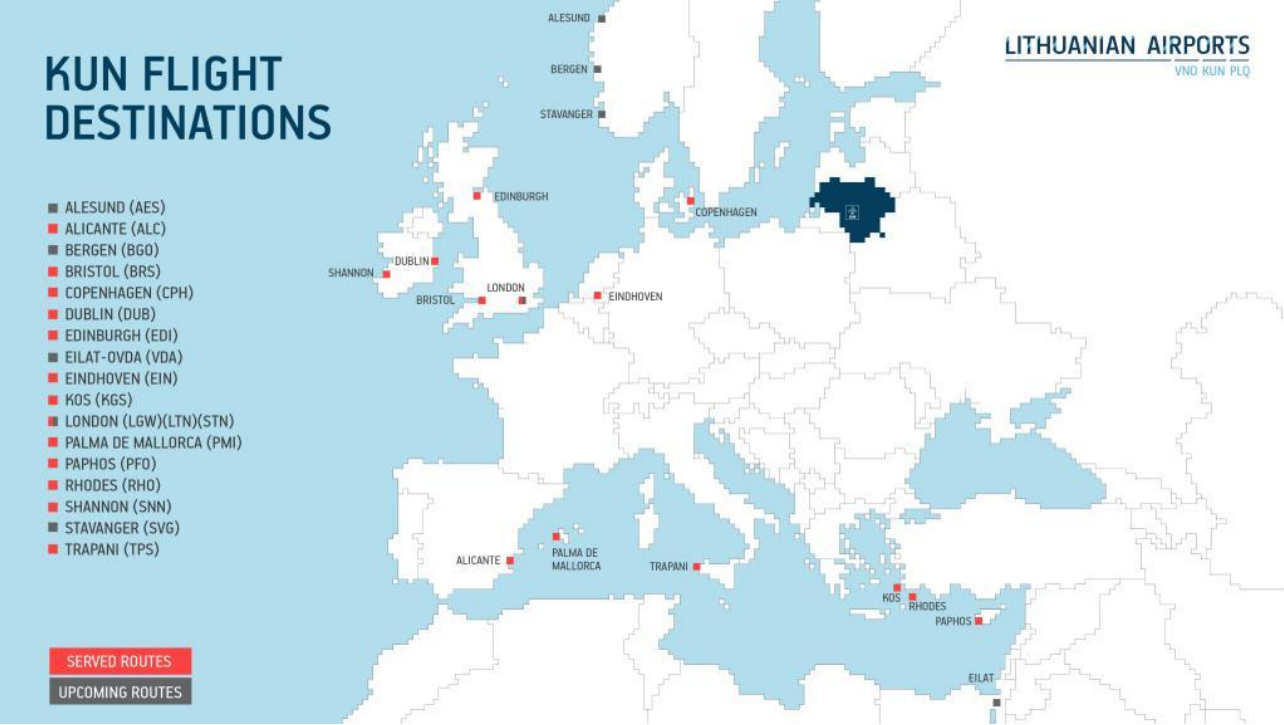 KUN FLIGHT
DESTINATIONS
LITHUANIAN AIRPORTS
VNO KUN PLQ
ALESUND (AES)
ALICANTE (ALC)
BERGEN (BGO)
BRISTOL (BRS)
COPENHAGEN (CPH)
DUBLIN (DUB)
EDINBURGH (EDI)
EILAT-OVDA (VDA)
EINDHOVEN (EIN)
KOS (KGS)
LONDON (LGW)(LTN)(STN)
PALMA DE MALLORCA (PMI)
PAPHOS (PFO)
RHODES (RHO)
SHANNON (SNN)
STAVANGER (SVG)
TRAPANI (TPS)
SERVED ROUTES
UPCOMING ROUTES
ALESUND
BERGEN
STAVANGER
EDINBURGH
COPENHAGEN
DUBLIN
SHANNON
LONDON
BRISTOL
EINDHOVEN
ALICANTE
PALMA DE
MALLORCA
TRAPANI
KOS
RHODES
PAPHOS
EILAT